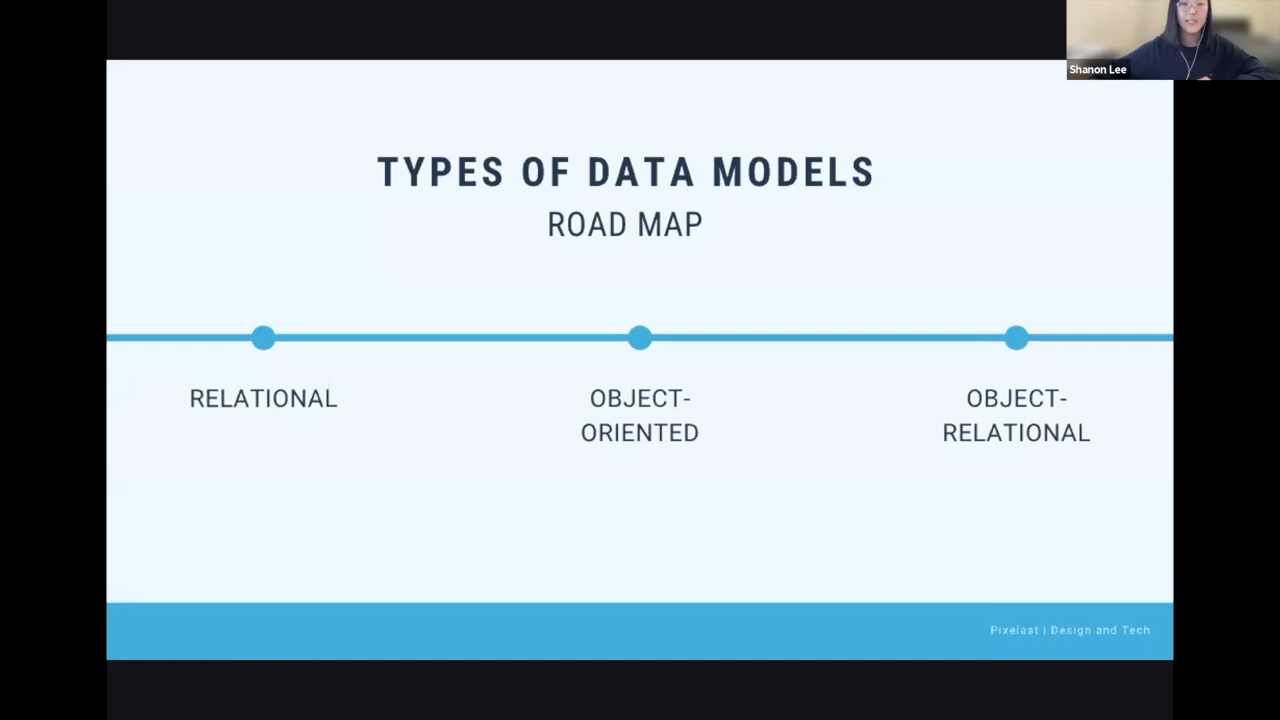 Shanon Lee
TYPES OF DATA MODELS
ROAD MAP
RELATIONAL
OBJECT-
ORIENTED
OBJECT-
RELATIONAL
Pixelast | Design and Tech